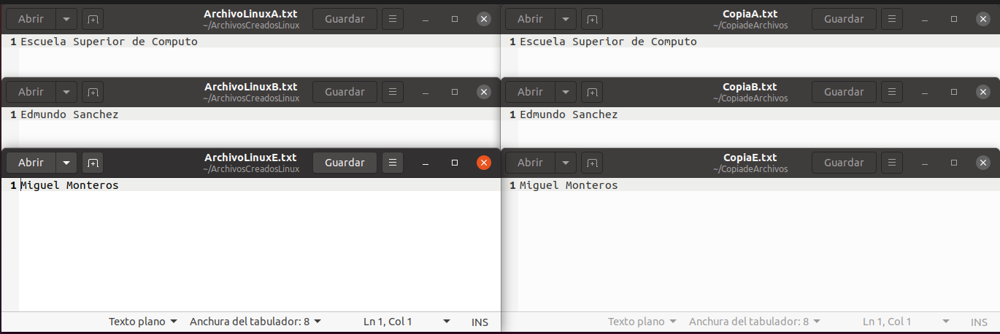 Abrir ArchivoLinuxA.txt Guardar
~/ArchivosCreadosLinux
1 Escuela Superior de Computo
Abrir CopiaA.txt Guardar
~/CopiadeArchivos
1 Escuela Superior de Computo
Abrir ArchivoLinuxB.txt Guardar
~/ArchivosCreadosLinux
1 Edmundo Sanchez
Abrir CopiaB.txt Guardar
~/CopiadeArchivos
1 Edmundo Sanchez
Abrir ArchivoLinuxE.txt Guardar
~/ArchivosCreadosLinux
1 Miguel Monteros
Texto plano Anchura del tabulador: 8 Ln 1, Col 1 INS
Abrir CopiaE.txt Guardar
~/CopiadeArchivos
1 Miguel Monteros
Texto plano Anchura del tabulador: 8 Ln 1, Col 1 INS